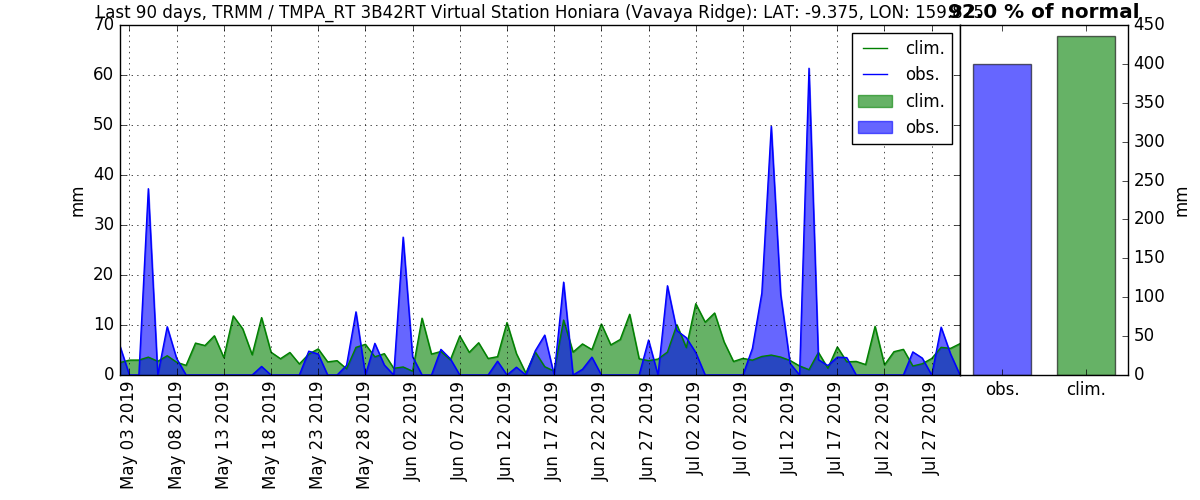 Last 90 days, TRMM / TMPA_RT 3B42RT Virtual Station Honiara (Vavaya Ridge): LAT: -9.375, LON:
92.0 % of normal
70
60
50
40
30
20
10
0
mm
clim.
obs.
clim.
obs.
450
400
350
300
250
200
150
100
50
0
mm
May 03 2019
May 08 2019
May 13 2019
May 18 2019
May 23 2019
May 28 2019
Jun 02 2019
Jun 07 2019
Jun 12 2019
Jun 17 2019
Jun 22 2019
Jun 27 2019
Jul 02 2019
Jul 07 2019
Jul 12 2019
Jul 17 2019
Jul 22 2019
Jul 27 2019
obs.
clim.